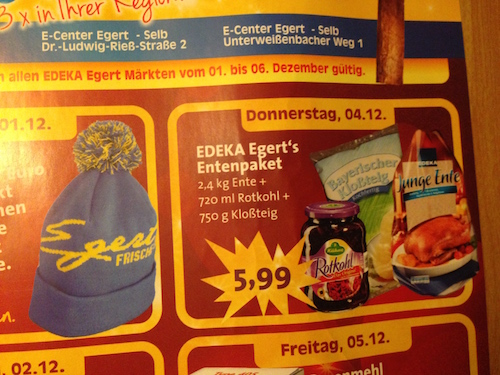 3 x in Ihrer Region
E-Center Egert - Selb
Dr.-Ludwig-Rieß-Straße 2
E-Center Egert - Selb
Unterweißenbacher Weg 1
allen EDEKA Egert Märkten vom 01. bis 06. Dezember gültig.
01.12.
Egert
FRISCHE
Donnerstag, 04.12.
EDEKA Egert's
Entenpaket
2,4 kg Ente +
720 ml Rotkohl +
750 g Kloßteig
5,99
Bayerischer
Kloßteig
Kühne
Rotkohl
EDEKA
Junge Ente
02.12.
Freitag, 05.12.